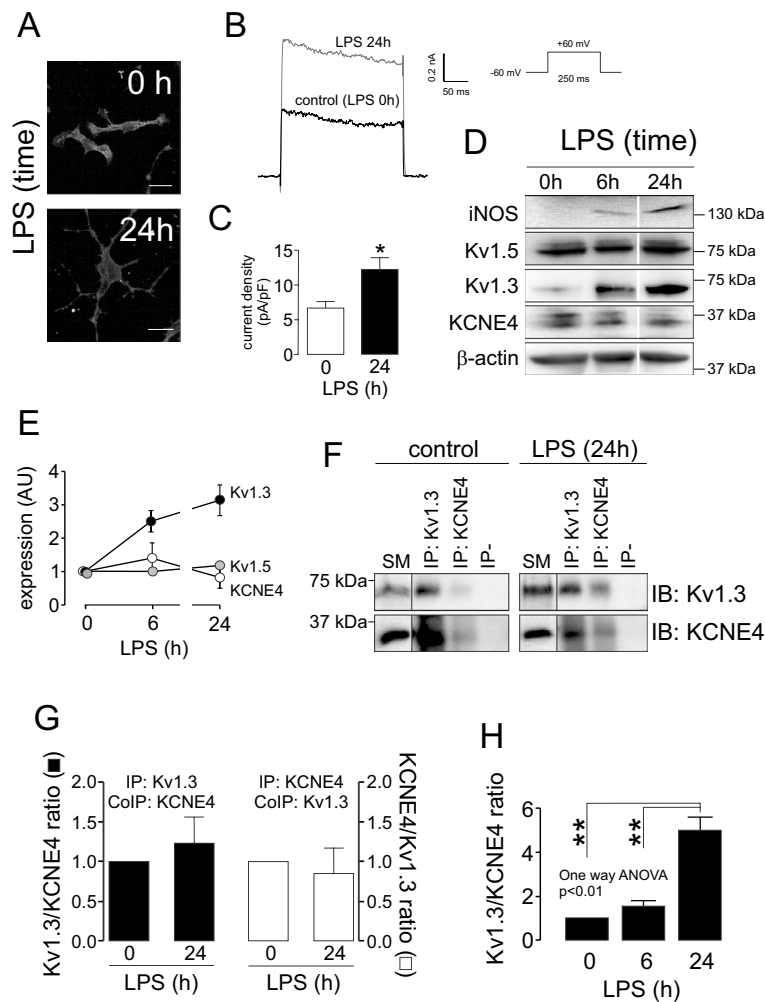 A
LPS (time)
0 h
24h
B
LPS 24h
control (LPS 0h)
0.2 nA
50 ms
+60 mV
-60 mV
250 ms
C
current density
(pA/pF)
15
10
5
0
*
0 24
LPS (h)
D
LPS (time)
0h 6h 24h
iNOS
130 kDa
Kv1.5
75 kDa
Kv1.3
75 kDa
KCNE4
37 kDa
β-actin
37 kDa
E
expression (AU)
4
3
2
1
0
Kv1.3
Kv1.5
KCNE4
0 6 24
LPS (h)
F
control LPS (24h)
SM IP: Kv1.3 IP: KCNE4 IP- SM IP: Kv1.3 IP: KCNE4 IP-
75 kDa
IB: Kv1.3
37 kDa
IB: KCNE4
G
Kv1.3/KCNE4 ratio (■)
2.0
1.5
1.0
0.5
0.0
IP: Kv1.3
CoIP: KCNE4
0 24
LPS (h)
IP: KCNE4
CoIP: Kv1.3
0 24
LPS (h)
2.0
1.5
1.0
0.5
0.0
KCNE4/Kv1.3 ratio (□)
H
Kv1.3/KCNE4 ratio
6
4
2
0
** **
One way ANOVA
p<0.01
0 6 24
LPS (h)